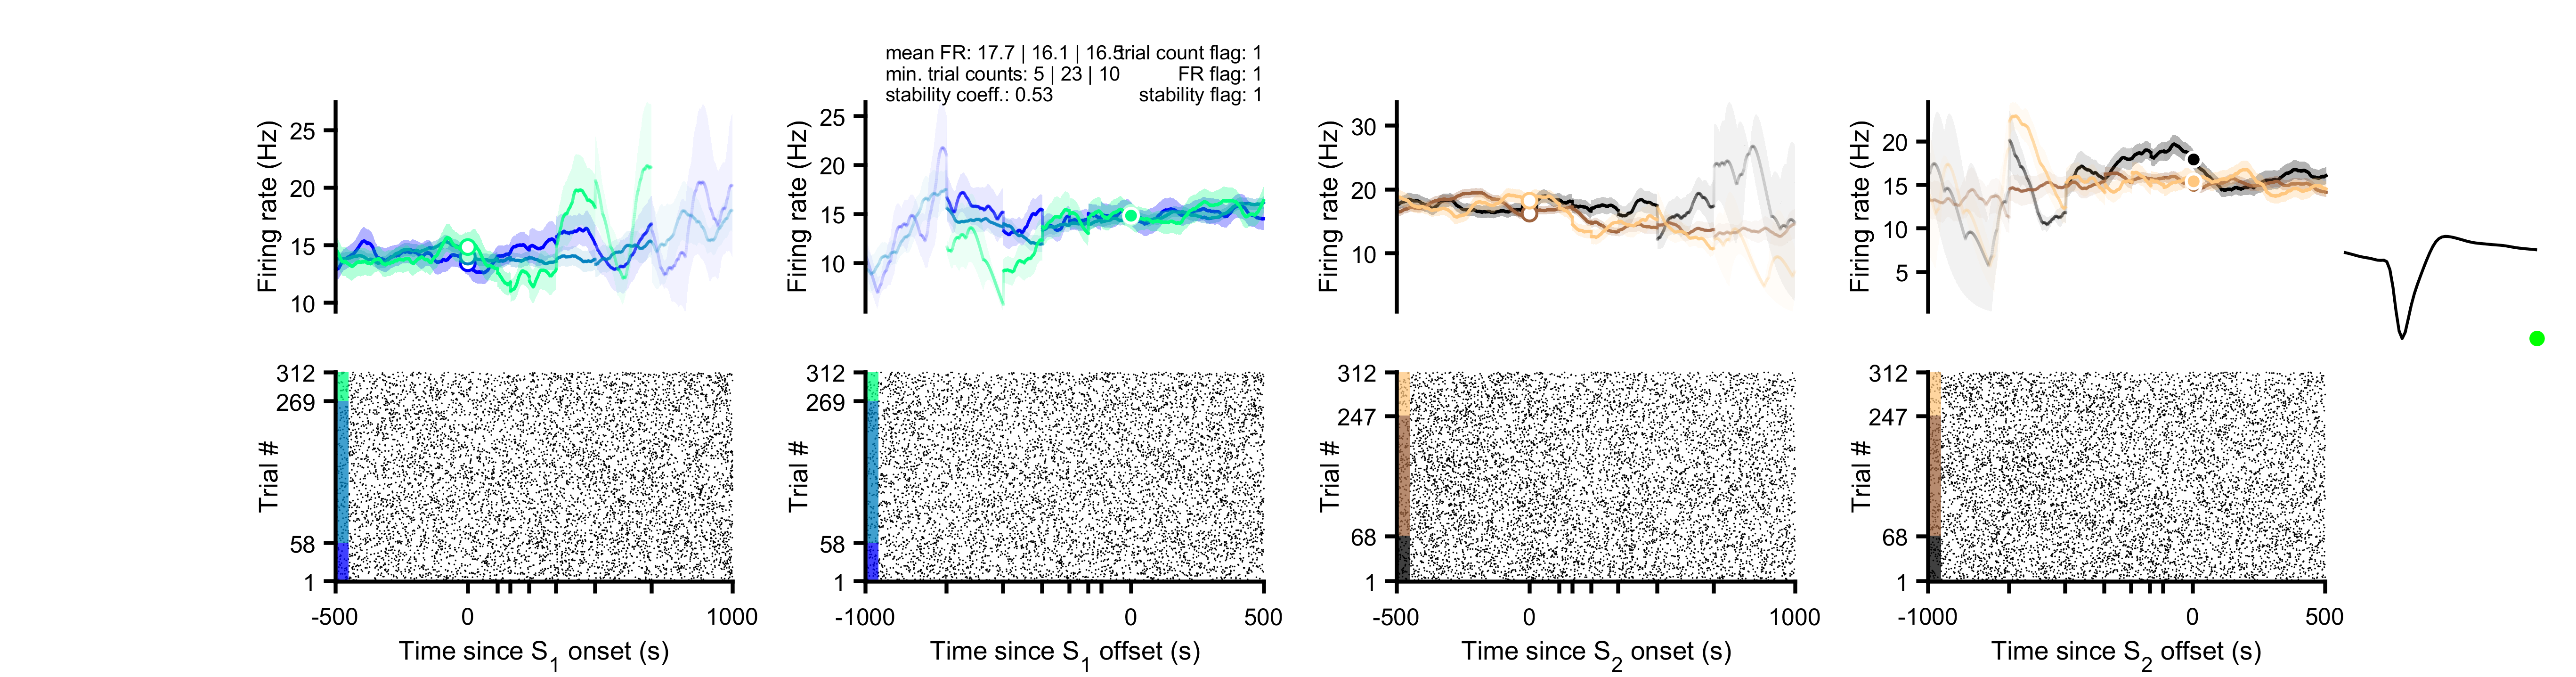 mean FR: 17.7 | 16.1 | 16.5
trial count flag: 1
min. trial counts: 5 | 23 | 10
FR flag: 1
stability coeff.: 0.53
stability flag: 1
Firing rate (Hz)
25
20
15
10
Firing rate (Hz)
25
20
15
10
Firing rate (Hz)
30
20
10
Firing rate (Hz)
20
15
10
5
Trial #
312
269
58
1
-500
0
1000
Time since S1 onset (s)
Trial #
312
269
58
1
-1000
0
500
Time since S1 offset (s)
Trial #
312
247
68
1
-500
0
1000
Time since S2 onset (s)
Trial #
312
247
68
1
-1000
0
500
Time since S2 offset (s)